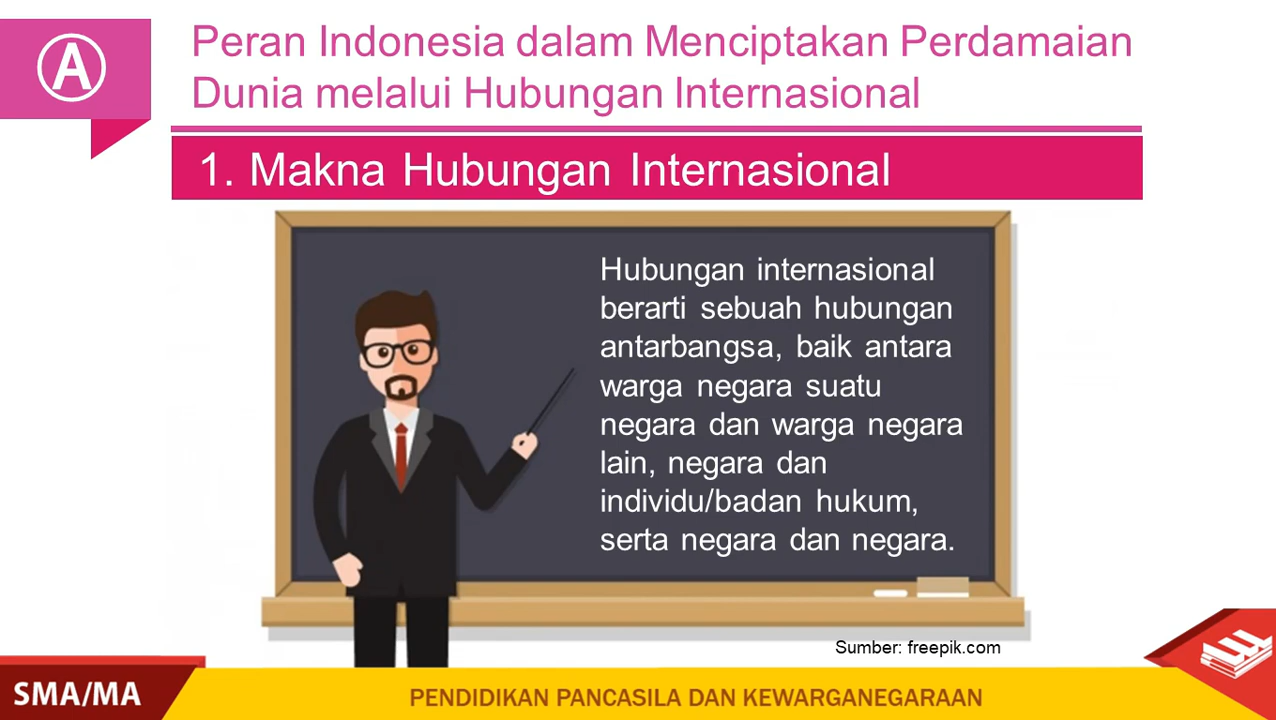 A
Peran Indonesia dalam Menciptakan Perdamaian
Dunia melalui Hubungan Internasional
1. Makna Hubungan Internasional
Hubungan internasional
berarti sebuah hubungan
antarbangsa, baik antara
warga negara suatu
negara dan warga negara
lain, negara dan
individu/badan hukum,
serta negara dan negara.
Sumber: freepik.com
SMA/MA
PENDIDIKAN PANCASILA DAN KEWARGANEGARAAN